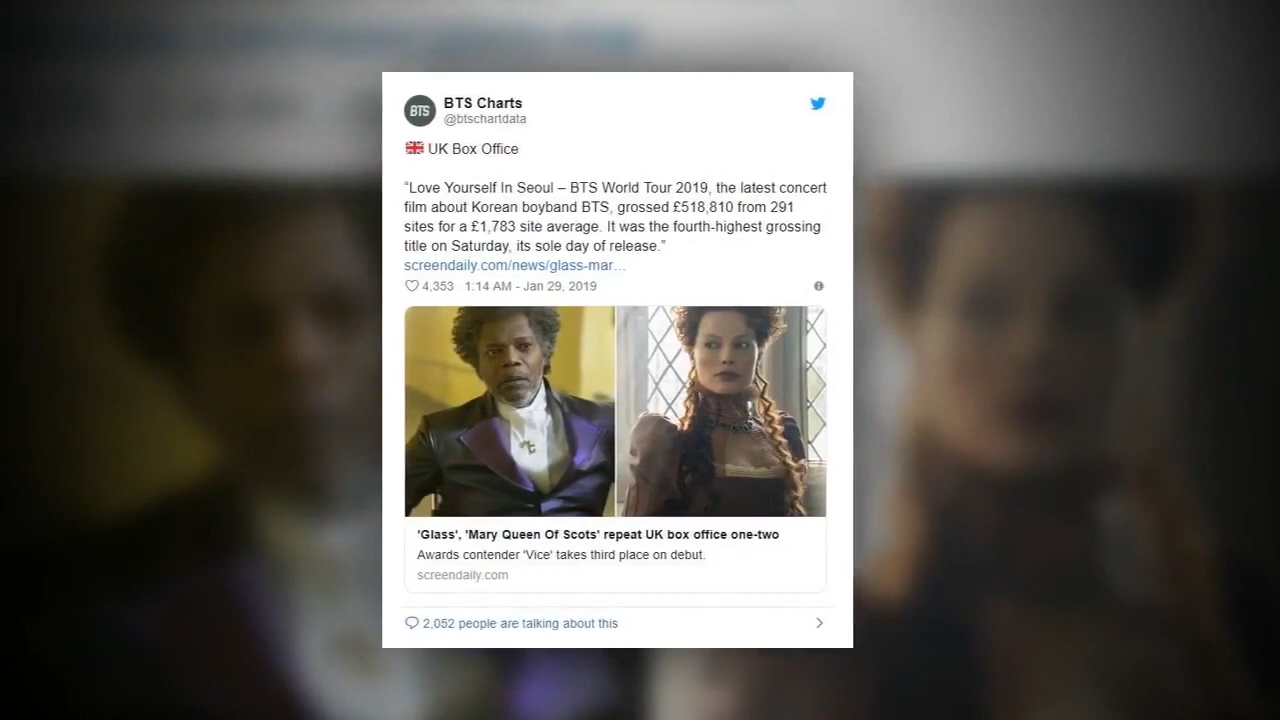 BTS
BTS Charts
@btschartdata
UK Box Office
“Love Yourself In Seoul – BTS World Tour 2019, the latest concert
film about Korean boyband BTS, grossed £518,810 from 291
sites for a £1,783 site average. It was the fourth-highest grossing
title on Saturday, its sole day of release.”
screendaily.com/news/glass-mar…
4,353 1:14 AM - Jan 29, 2019
'Glass', 'Mary Queen Of Scots' repeat UK box office one-two
Awards contender 'Vice' takes third place on debut.
screendaily.com
2,052 people are talking about this